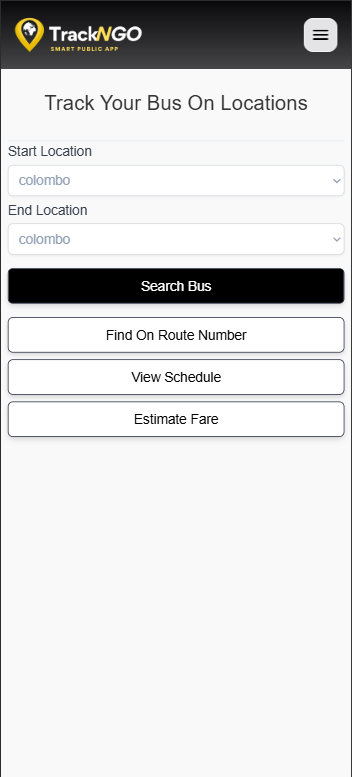 TrackNGO
SMART PUBLIC APP
Track Your Bus On Locations
Start Location
colombo
End Location
colombo
Search Bus
Find On Route Number
View Schedule
Estimate Fare